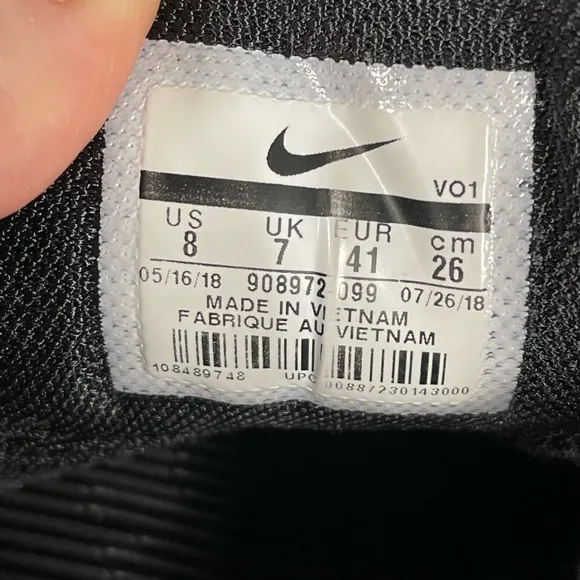 VO1
US UK EUR cm
8 7 41 26
05/16/18 908972 099 07/26/18
MADE IN VIETNAM
FABRIQUE AU VIETNAM
108489748 UPC 00887230143000